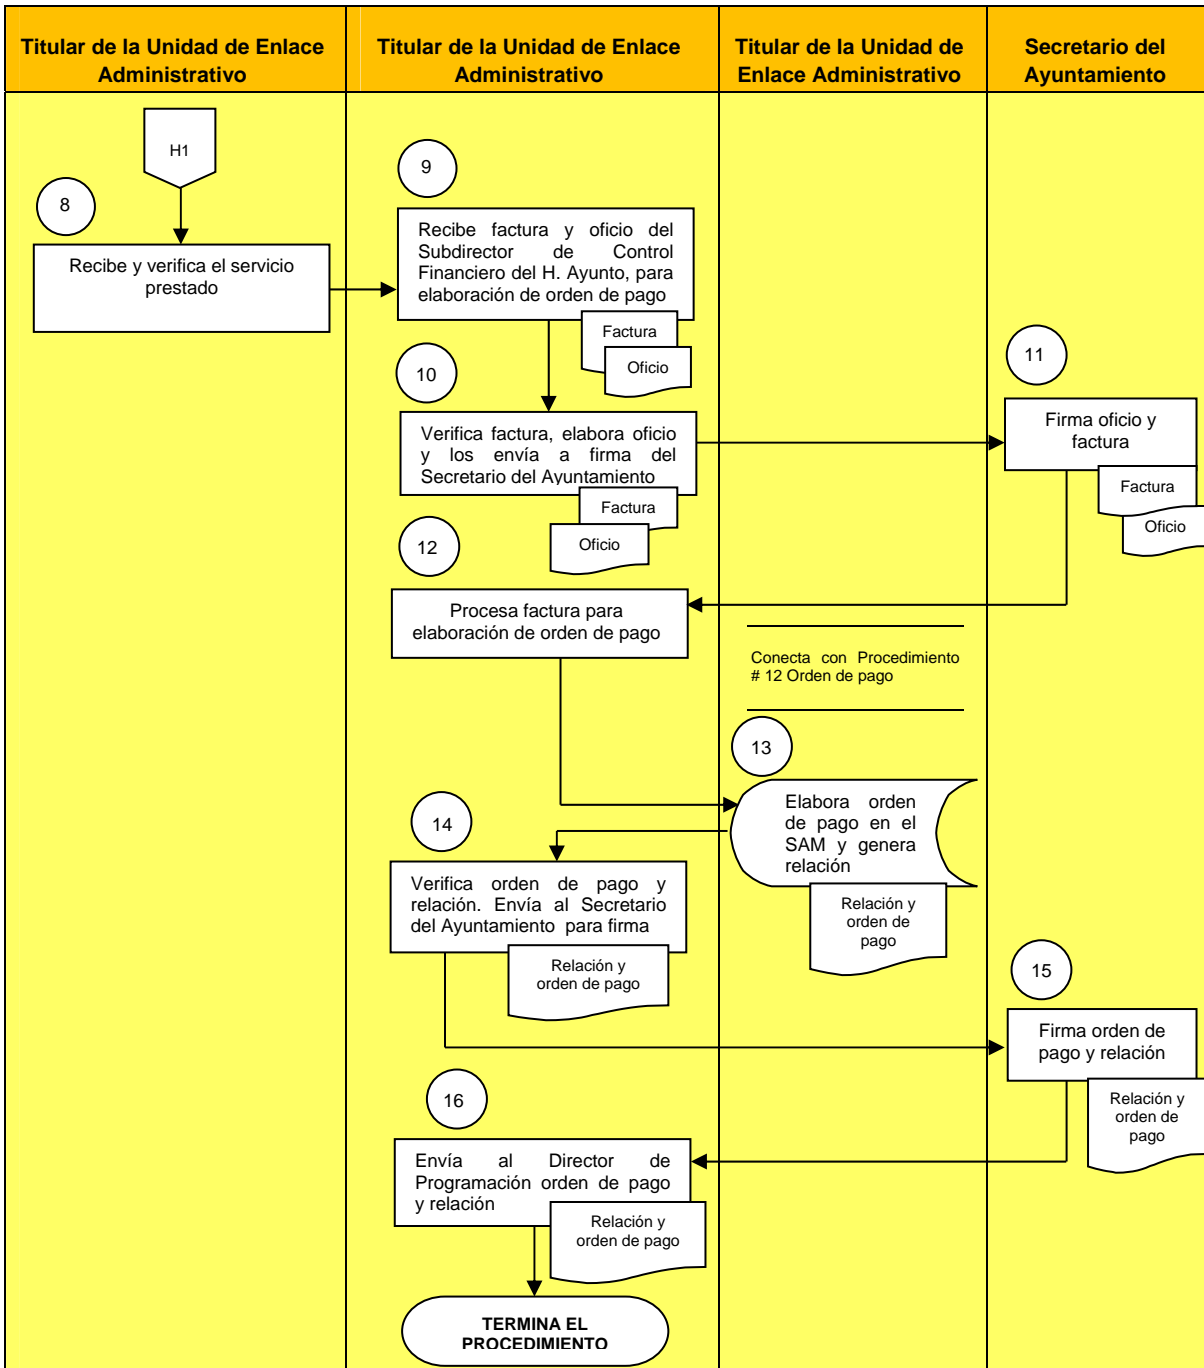 Titular de la Unidad de Enlace
Administrativo
Titular de la Unidad de Enlace
Administrativo
Titular de la Unidad de
Enlace Administrativo
Secretario del
Ayuntamiento
H1
8
Recibe y verifica el servicio
prestado
9
Recibe factura y oficio del
Subdirector de Control
Financiero del H. Ayunto, para
elaboración de orden de pago
Factura
Oficio
10
Verifica factura, elabora oficio
y los envía a firma del
Secretario del Ayuntamiento
Factura
Oficio
11
Firma oficio y
factura
Factura
Oficio
12
Procesa factura para
elaboración de orden de pago
Conecta con Procedimiento
# 12 Orden de pago
13
Elabora orden
de pago en el
SAM y genera
relación
Relación y
orden de
pago
14
Verifica orden de pago y
relación. Envía al Secretario
del Ayuntamiento para firma
Relación y
orden de pago
15
Firma orden de
pago y relación
Relación y
orden de
pago
16
Envía al Director de
Programación orden de pago
y relación
Relación y
orden de pago
TERMINA EL
PROCEDIMIENTO